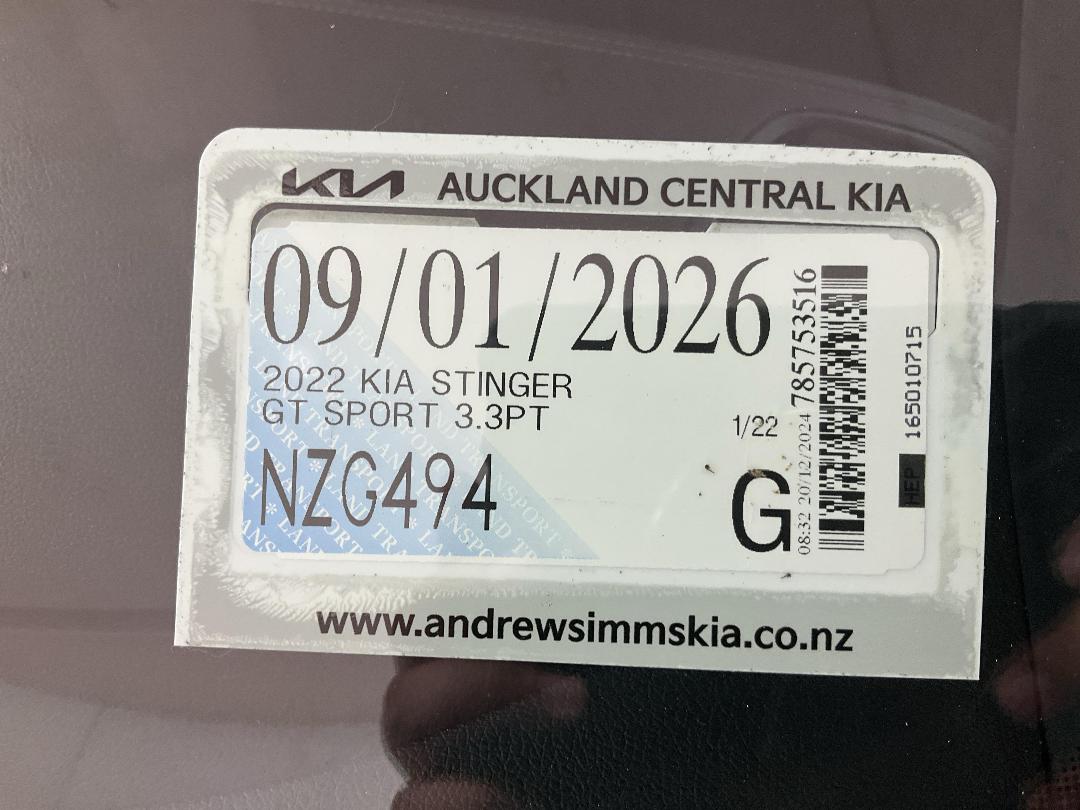 KIA AUCKLAND CENTRAL KIA
09/01/2026
2022 KIA STINGER
GT SPORT 3.3PT
1/22
NZG494
G
08:32 20/12/2024 785753516
165010715
HEP
www.andrewsimmskia.co.nz